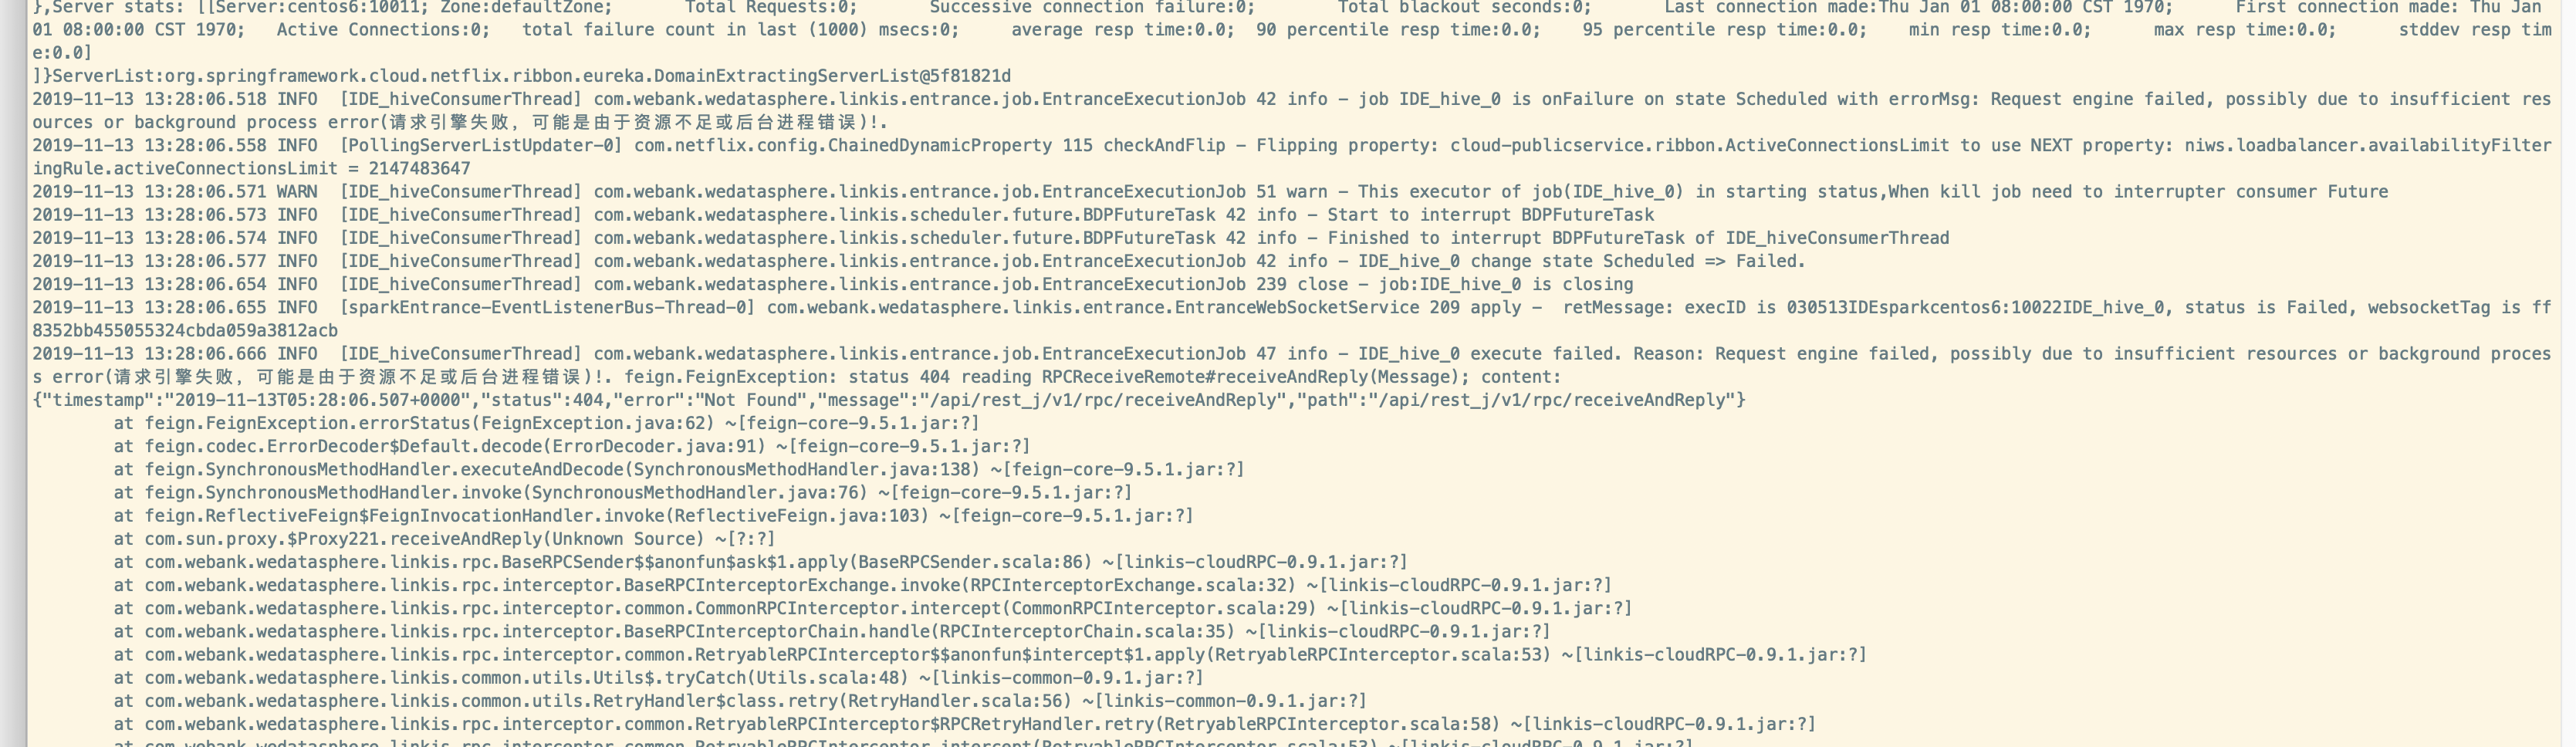 },Server stats: [[Server:centos6:10011; Zone:defaultZone;       Total Requests:0;       Successive connection failure:0;        Total blackout seconds:0;       Last connection made:Thu Jan 01 08:00:00 CST 1970;      First connection made: Thu Jan
01 08:00:00 CST 1970;   Active Connections:0;   total failure count in last (1000) msecs:0;     average resp time:0.0;  90 percentile resp time:0.0;    95 percentile resp time:0.0;    min resp time:0.0;      max resp time:0.0;      stddev resp tim
e:0.0]
]}ServerList:org.springframework.cloud.netflix.ribbon.eureka.DomainExtractingServerList@5f81821d
2019-11-13 13:28:06.518 INFO  [IDE_hiveConsumerThread] com.webank.wedatasphere.linkis.entrance.job.EntranceExecutionJob 42 info - job IDE_hive_0 is onFailure on state Scheduled with errorMsg: Request engine failed, possibly due to insufficient res
ources or background process error(请求引擎失败, 可能是由于资源不足或后台进程错误)!.
2019-11-13 13:28:06.558 INFO  [PollingServerListUpdater-0] com.netflix.config.ChainedDynamicProperty 115 checkAndFlip - Flipping property: cloud-publicservice.ribbon.ActiveConnectionsLimit to use NEXT property: niws.loadbalancer.availabilityFilter
ingRule.activeConnectionsLimit = 2147483647
2019-11-13 13:28:06.571 WARN  [IDE_hiveConsumerThread] com.webank.wedatasphere.linkis.entrance.job.EntranceExecutionJob 51 warn - This executor of job(IDE_hive_0) in starting status,When kill job need to interrupter consumer Future
2019-11-13 13:28:06.573 INFO  [IDE_hiveConsumerThread] com.webank.wedatasphere.linkis.scheduler.future.BDPFutureTask 42 info - Start to interrupt BDPFutureTask
2019-11-13 13:28:06.574 INFO  [IDE_hiveConsumerThread] com.webank.wedatasphere.linkis.scheduler.future.BDPFutureTask 42 info - Finished to interrupt BDPFutureTask of IDE_hiveConsumerThread
2019-11-13 13:28:06.577 INFO  [IDE_hiveConsumerThread] com.webank.wedatasphere.linkis.entrance.job.EntranceExecutionJob 42 info - IDE_hive_0 change state Scheduled => Failed.
2019-11-13 13:28:06.654 INFO  [IDE_hiveConsumerThread] com.webank.wedatasphere.linkis.entrance.job.EntranceExecutionJob 239 close - job:IDE_hive_0 is closing
2019-11-13 13:28:06.655 INFO  [sparkEntrance-EventListenerBus-Thread-0] com.webank.wedatasphere.linkis.entrance.EntranceWebSocketService 209 apply -  retMessage: execID is 030513IDEsparkcentos6:10022IDE_hive_0, status is Failed, websocketTag is ff
8352bb455055324cbda059a3812acb
2019-11-13 13:28:06.666 INFO  [IDE_hiveConsumerThread] com.webank.wedatasphere.linkis.entrance.job.EntranceExecutionJob 47 info - IDE_hive_0 execute failed. Reason: Request engine failed, possibly due to insufficient resources or background proces
s error(请求引擎失败, 可能是由于资源不足或后台进程错误)!. feign.FeignException: status 404 reading RPCReceiveRemote#receiveAndReply(Message); content:
{"timestamp":"2019-11-13T05:28:06.507+0000","status":404,"error":"Not Found","message":"/api/rest_j/v1/rpc/receiveAndReply","path":"/api/rest_j/v1/rpc/receiveAndReply"}
        at feign.FeignException.errorStatus(FeignException.java:62) ~[feign-core-9.5.1.jar:?]
        at feign.codec.ErrorDecoder$Default.decode(ErrorDecoder.java:91) ~[feign-core-9.5.1.jar:?]
        at feign.SynchronousMethodHandler.executeAndDecode(SynchronousMethodHandler.java:138) ~[feign-core-9.5.1.jar:?]
        at feign.SynchronousMethodHandler.invoke(SynchronousMethodHandler.java:76) ~[feign-core-9.5.1.jar:?]
        at feign.ReflectiveFeign$FeignInvocationHandler.invoke(ReflectiveFeign.java:103) ~[feign-core-9.5.1.jar:?]
        at com.sun.proxy.$Proxy221.receiveAndReply(Unknown Source) ~[?:?]
        at com.webank.wedatasphere.linkis.rpc.BaseRPCSender$$anonfun$ask$1.apply(BaseRPCSender.scala:86) ~[linkis-cloudRPC-0.9.1.jar:?]
        at com.webank.wedatasphere.linkis.rpc.interceptor.BaseRPCInterceptorExchange.invoke(RPCInterceptorExchange.scala:32) ~[linkis-cloudRPC-0.9.1.jar:?]
        at com.webank.wedatasphere.linkis.rpc.interceptor.common.CommonRPCInterceptor.intercept(CommonRPCInterceptor.scala:29) ~[linkis-cloudRPC-0.9.1.jar:?]
        at com.webank.wedatasphere.linkis.rpc.interceptor.BaseRPCInterceptorChain.handle(RPCInterceptorChain.scala:35) ~[linkis-cloudRPC-0.9.1.jar:?]
        at com.webank.wedatasphere.linkis.rpc.interceptor.common.RetryableRPCInterceptor$$anonfun$intercept$1.apply(RetryableRPCInterceptor.scala:53) ~[linkis-cloudRPC-0.9.1.jar:?]
        at com.webank.wedatasphere.linkis.common.utils.Utils$.tryCatch(Utils.scala:48) ~[linkis-common-0.9.1.jar:?]
        at com.webank.wedatasphere.linkis.common.utils.RetryHandler$class.retry(RetryHandler.scala:56) ~[linkis-common-0.9.1.jar:?]
        at com.webank.wedatasphere.linkis.rpc.interceptor.common.RetryableRPCInterceptor$RPCRetryHandler.retry(RetryableRPCInterceptor.scala:58) ~[linkis-cloudRPC-0.9.1.jar:?]
        at com.webank.wedatasphere.linkis.rpc.interceptor.common.RetryableRPCInterceptor.intercept(RetryableRPCInterceptor.scala:53) ~[linkis-cloudRPC-0.9.1.jar:?]